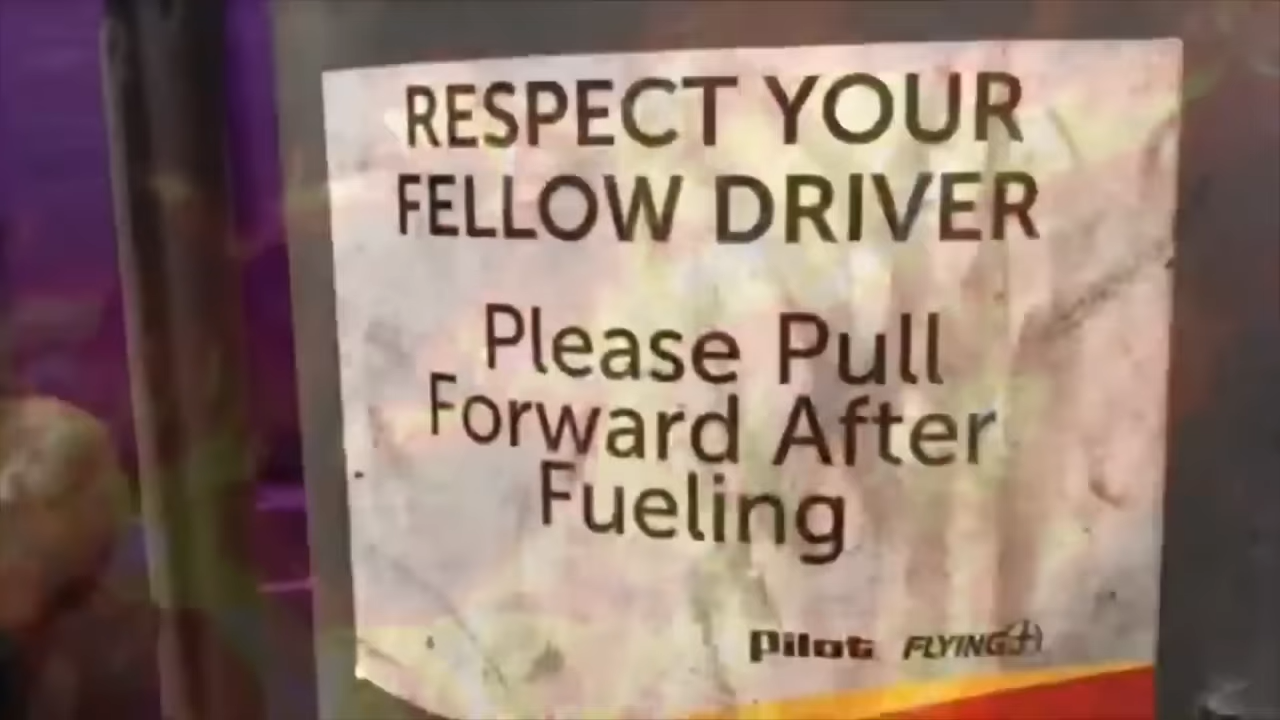 RESPECT YOUR
FELLOW DRIVER
Please Pull
Forward After
Fueling
Pilot FLYING